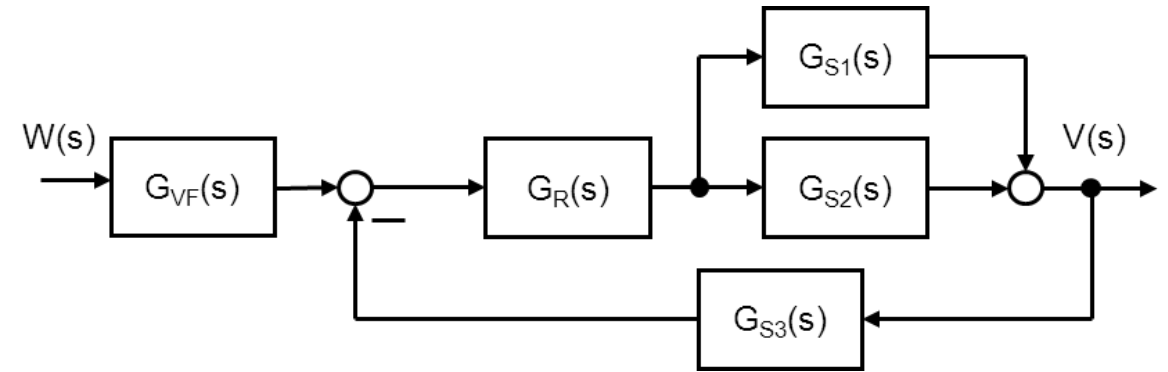 G_S1(s)
W(s)
V(s)
G_VF(s)
G_R(s)
G_S2(s)
—
G_S3(s)